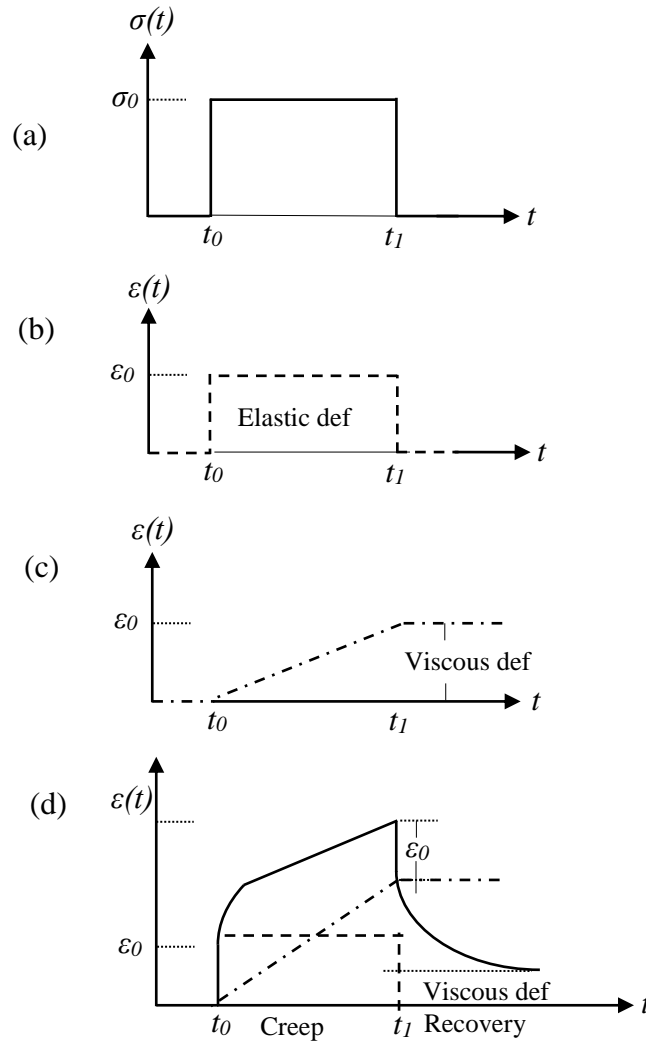 σ(t)
σ0
(a)
t
t0 t1
ε(t)
(b)
ε0
Elastic def
t
t0 t1
ε(t)
(c)
ε0
Viscous def
t
t0 t1
(d)
ε(t)
ε0
ε0
Viscous def
t
t0 Creep t1 Recovery